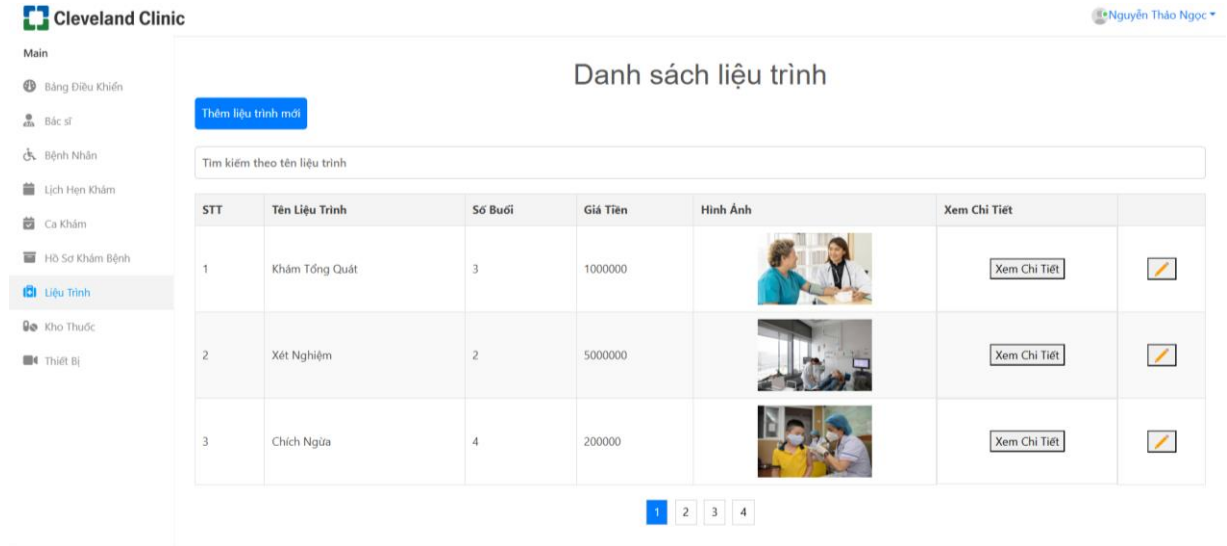 Cleveland Clinic
Nguyễn Thảo Ngọc
Main
Bảng Điều Khiển
Bác sĩ
Bệnh Nhân
Lịch Hẹn Khám
Ca Khám
Hồ Sơ Khám Bệnh
Liệu Trình
Kho Thuốc
Thiết Bị
Danh sách liệu trình
Thêm liệu trình mới
Tìm kiếm theo tên liệu trình
STT Tên Liệu Trình Số Buổi Giá Tiền Hình Ảnh Xem Chi Tiết
1 Khám Tổng Quát 3 1000000 Xem Chi Tiết
2 Xét Nghiệm 2 5000000 Xem Chi Tiết
3 Chích Ngừa 4 200000 Xem Chi Tiết
1 2 3 4